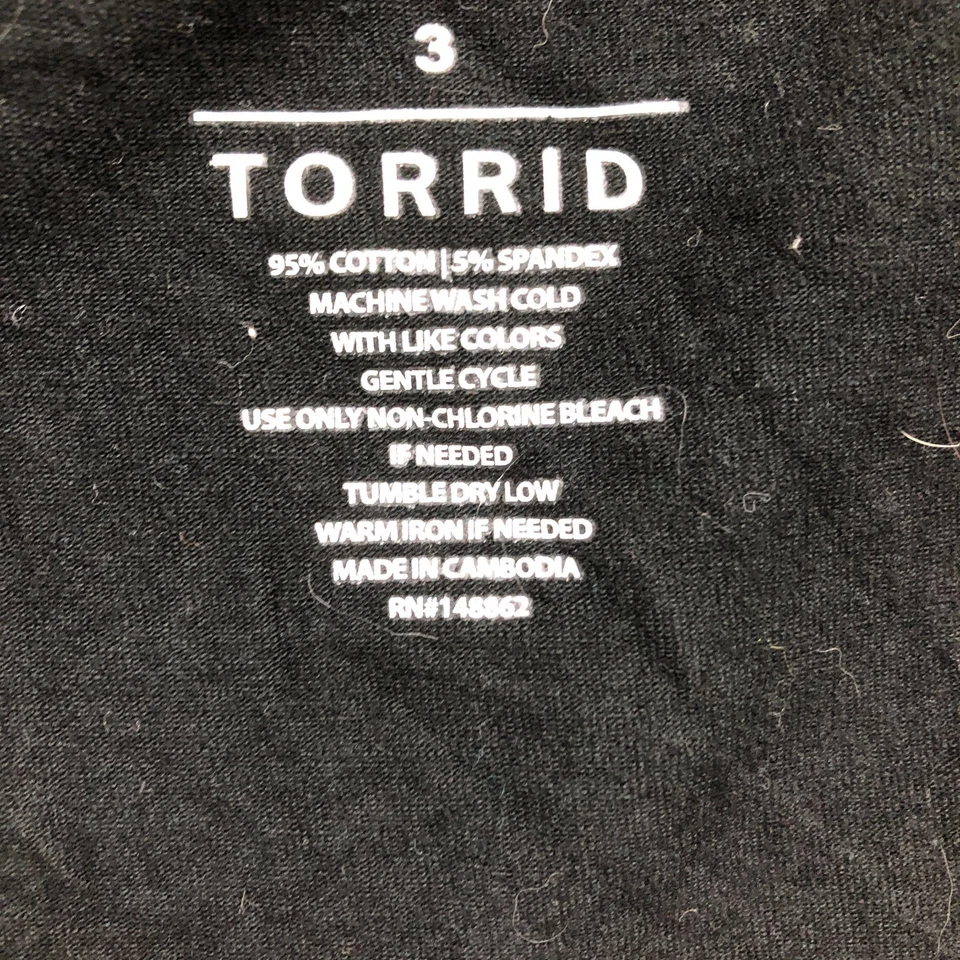 3
TORRID
95% COTTON | 5% SPANDEX
MACHINE WASH COLD
WITH LIKE COLORS
GENTLE CYCLE
USE ONLY NON-CHLORINE BLEACH
IF NEEDED
TUMBLE DRY LOW
WARM IRON IF NEEDED
MADE IN CAMBODIA
RN#148862